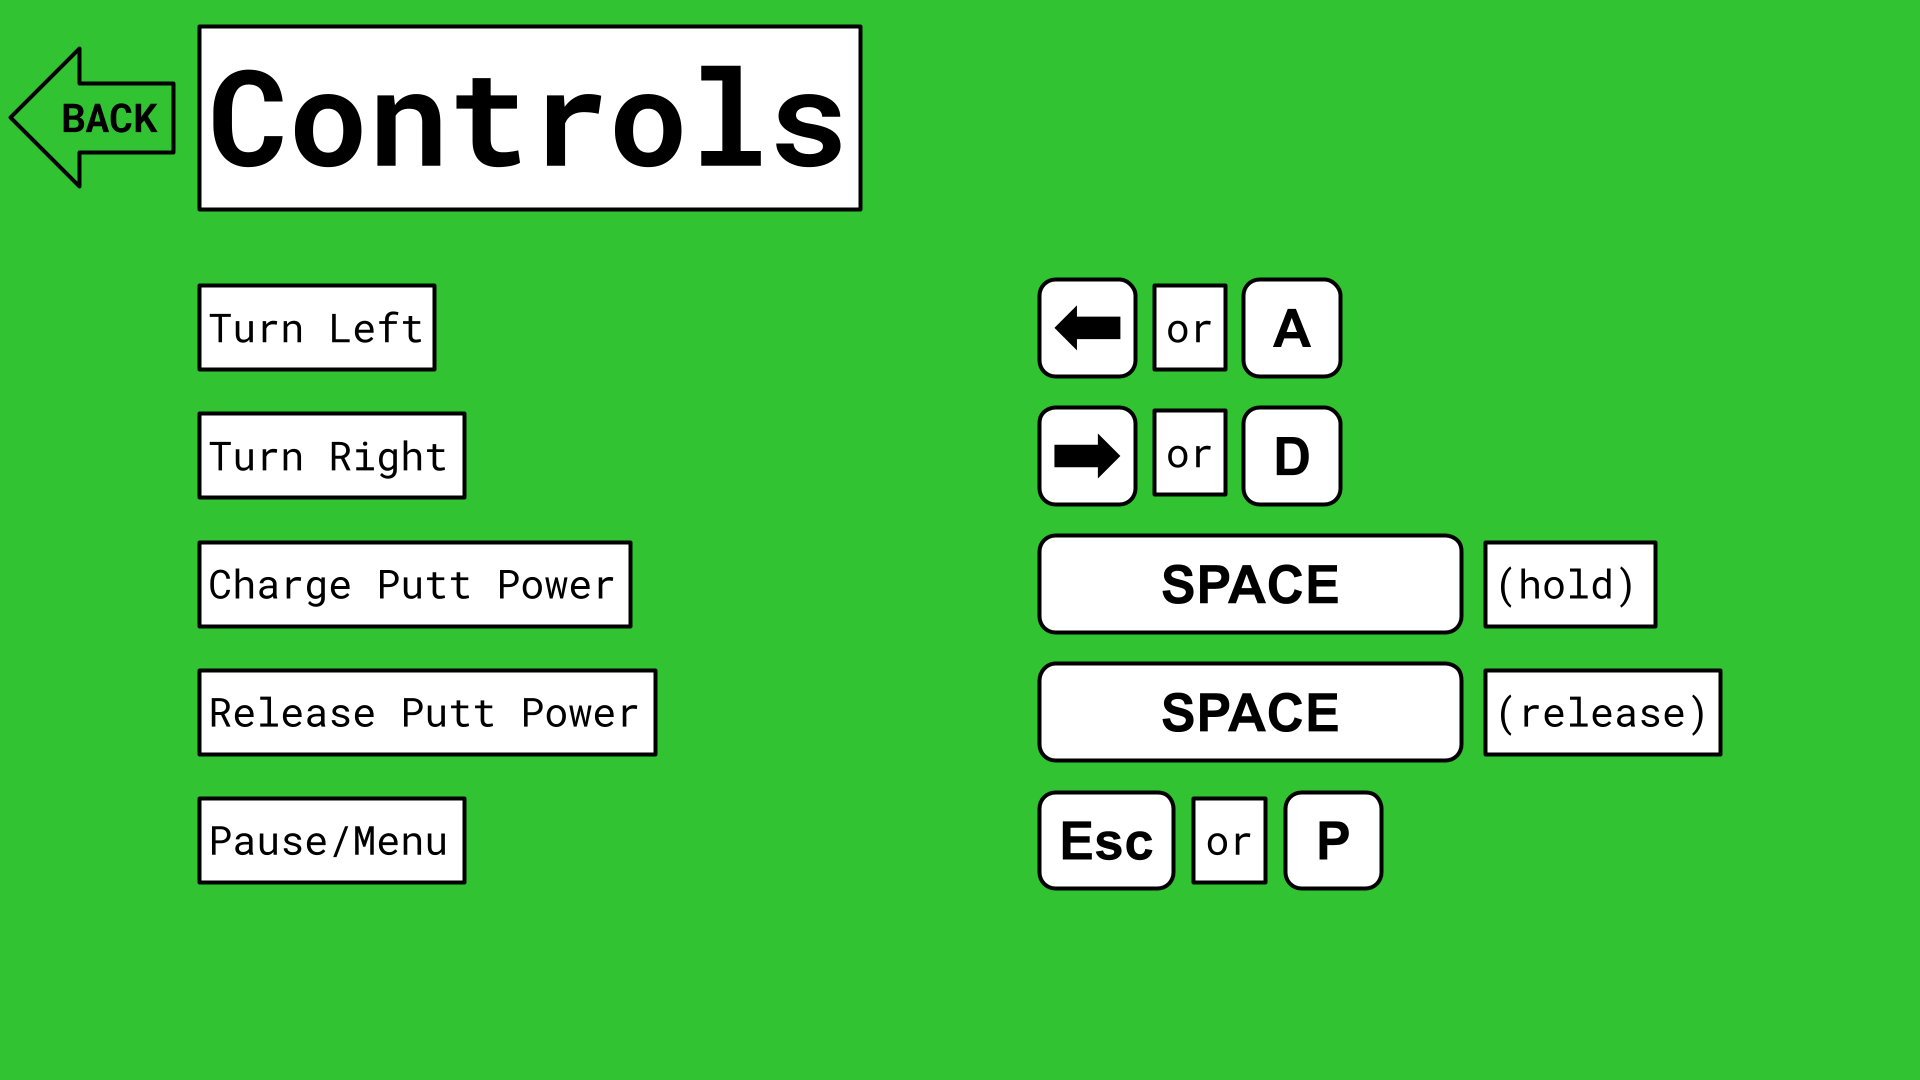 BACK
Controls
Turn Left
or A
Turn Right
or D
Charge Putt Power
SPACE (hold)
Release Putt Power
SPACE (release)
Pause/Menu
Esc or P